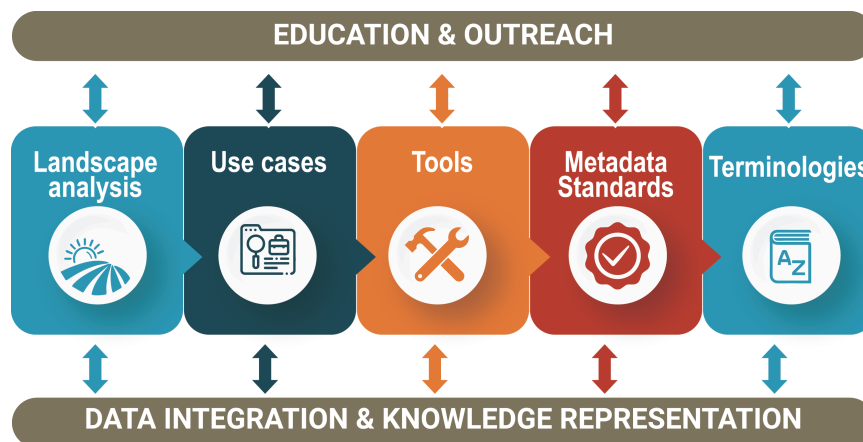 EDUCATION & OUTREACH
Landscape
analysis
Use cases
Tools
Metadata
Standards
Terminologies
A
Z
DATA INTEGRATION & KNOWLEDGE REPRESENTATION